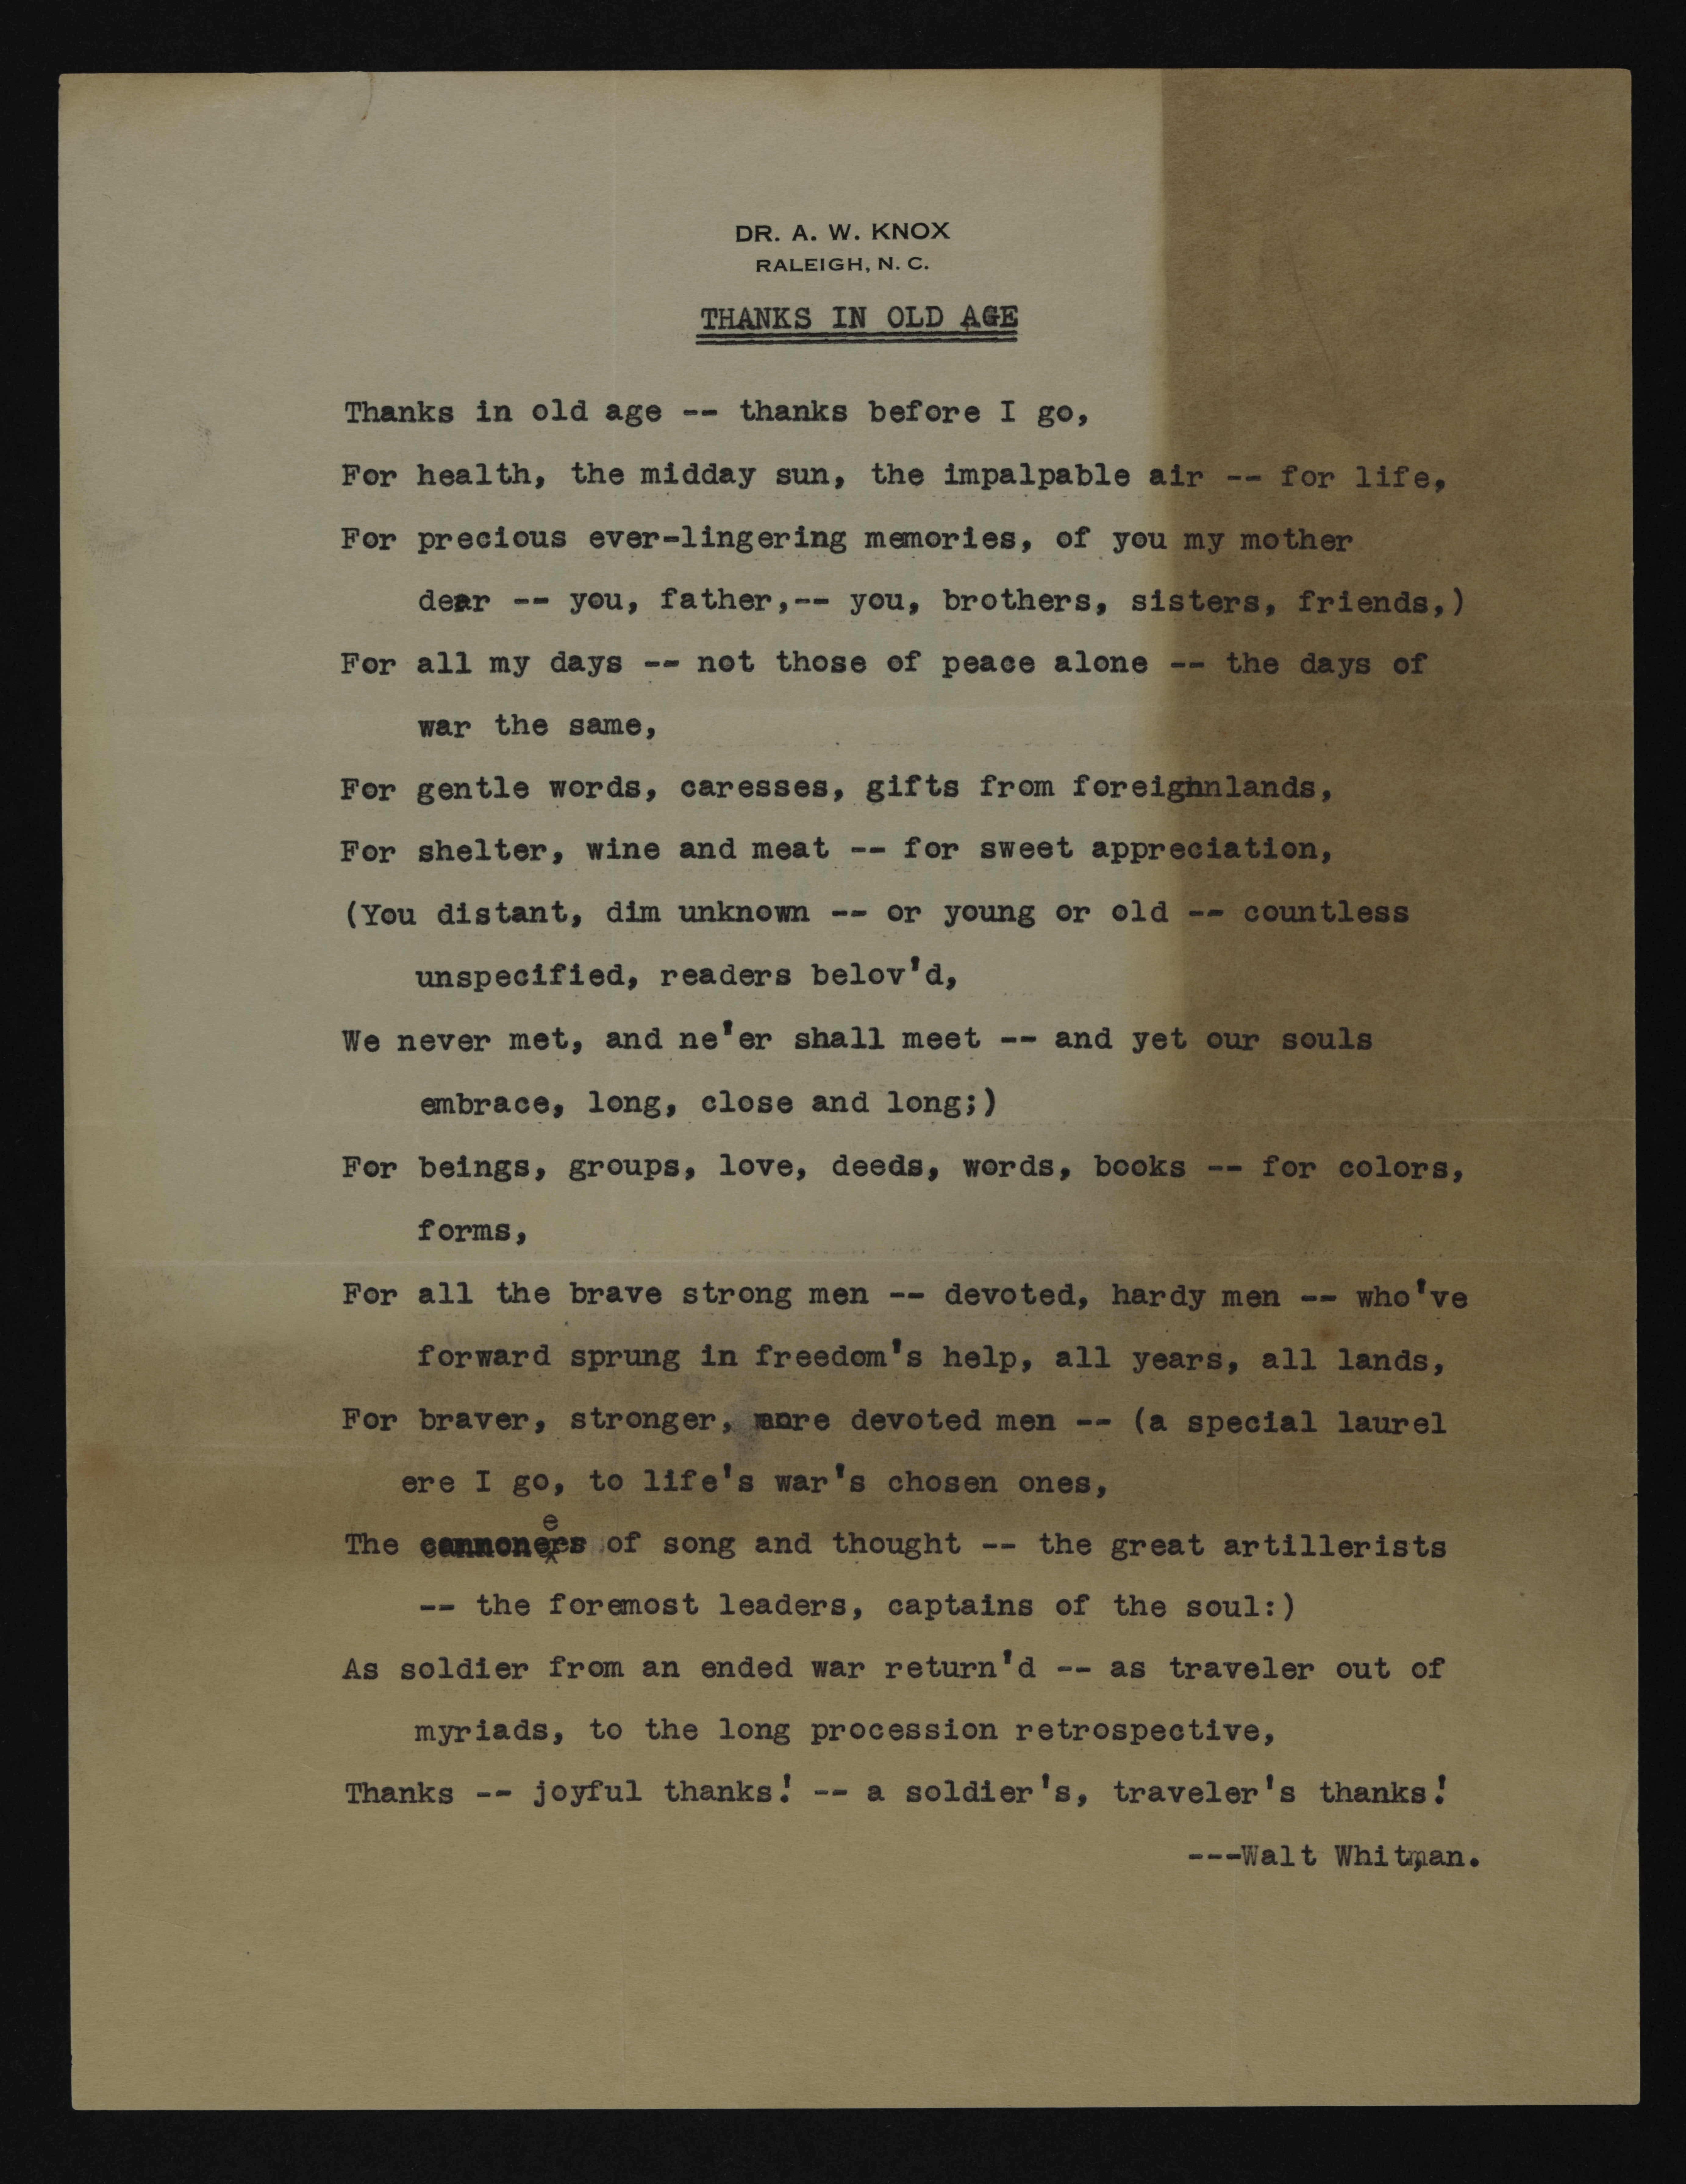 DR. A. W. KNOX
RALEIGH, N. C.
THANKS IN OLD AGE
Thanks in old age -- thanks before I go,
For health, the midday sun, the impalpable air -- for life,
For precious ever-lingering memories, of you my mother
dear -- you, father,-- you, brothers, sisters, friends,)
For all my days -- not those of peace alone -- the days of
war the same,
For gentle words, caresses, gifts from foreighnlands,
For shelter, wine and meat -- for sweet appreciation,
(You distant, dim unknown -- or young or old -- countless
unspecified, readers belov'd,
We never met, and ne'er shall meet -- and yet our souls
embrace, long, close and long;)
For beings, groups, love, deeds, words, books -- for colors,
forms,
For all the brave strong men -- devoted, hardy men -- who've
forward sprung in freedom's help, all years, all lands,
For braver, stronger, more devoted men -- (a special laurel
ere I go, to life's war's chosen ones,
The cannoneers of song and thought -- the great artillerists
-- the foremost leaders, captains of the soul:)
As soldier from an ended war return'd -- as traveler out of
myriads, to the long procession retrospective,
Thanks -- joyful thanks! -- a soldier's, traveler's thanks!
---Walt Whitman.